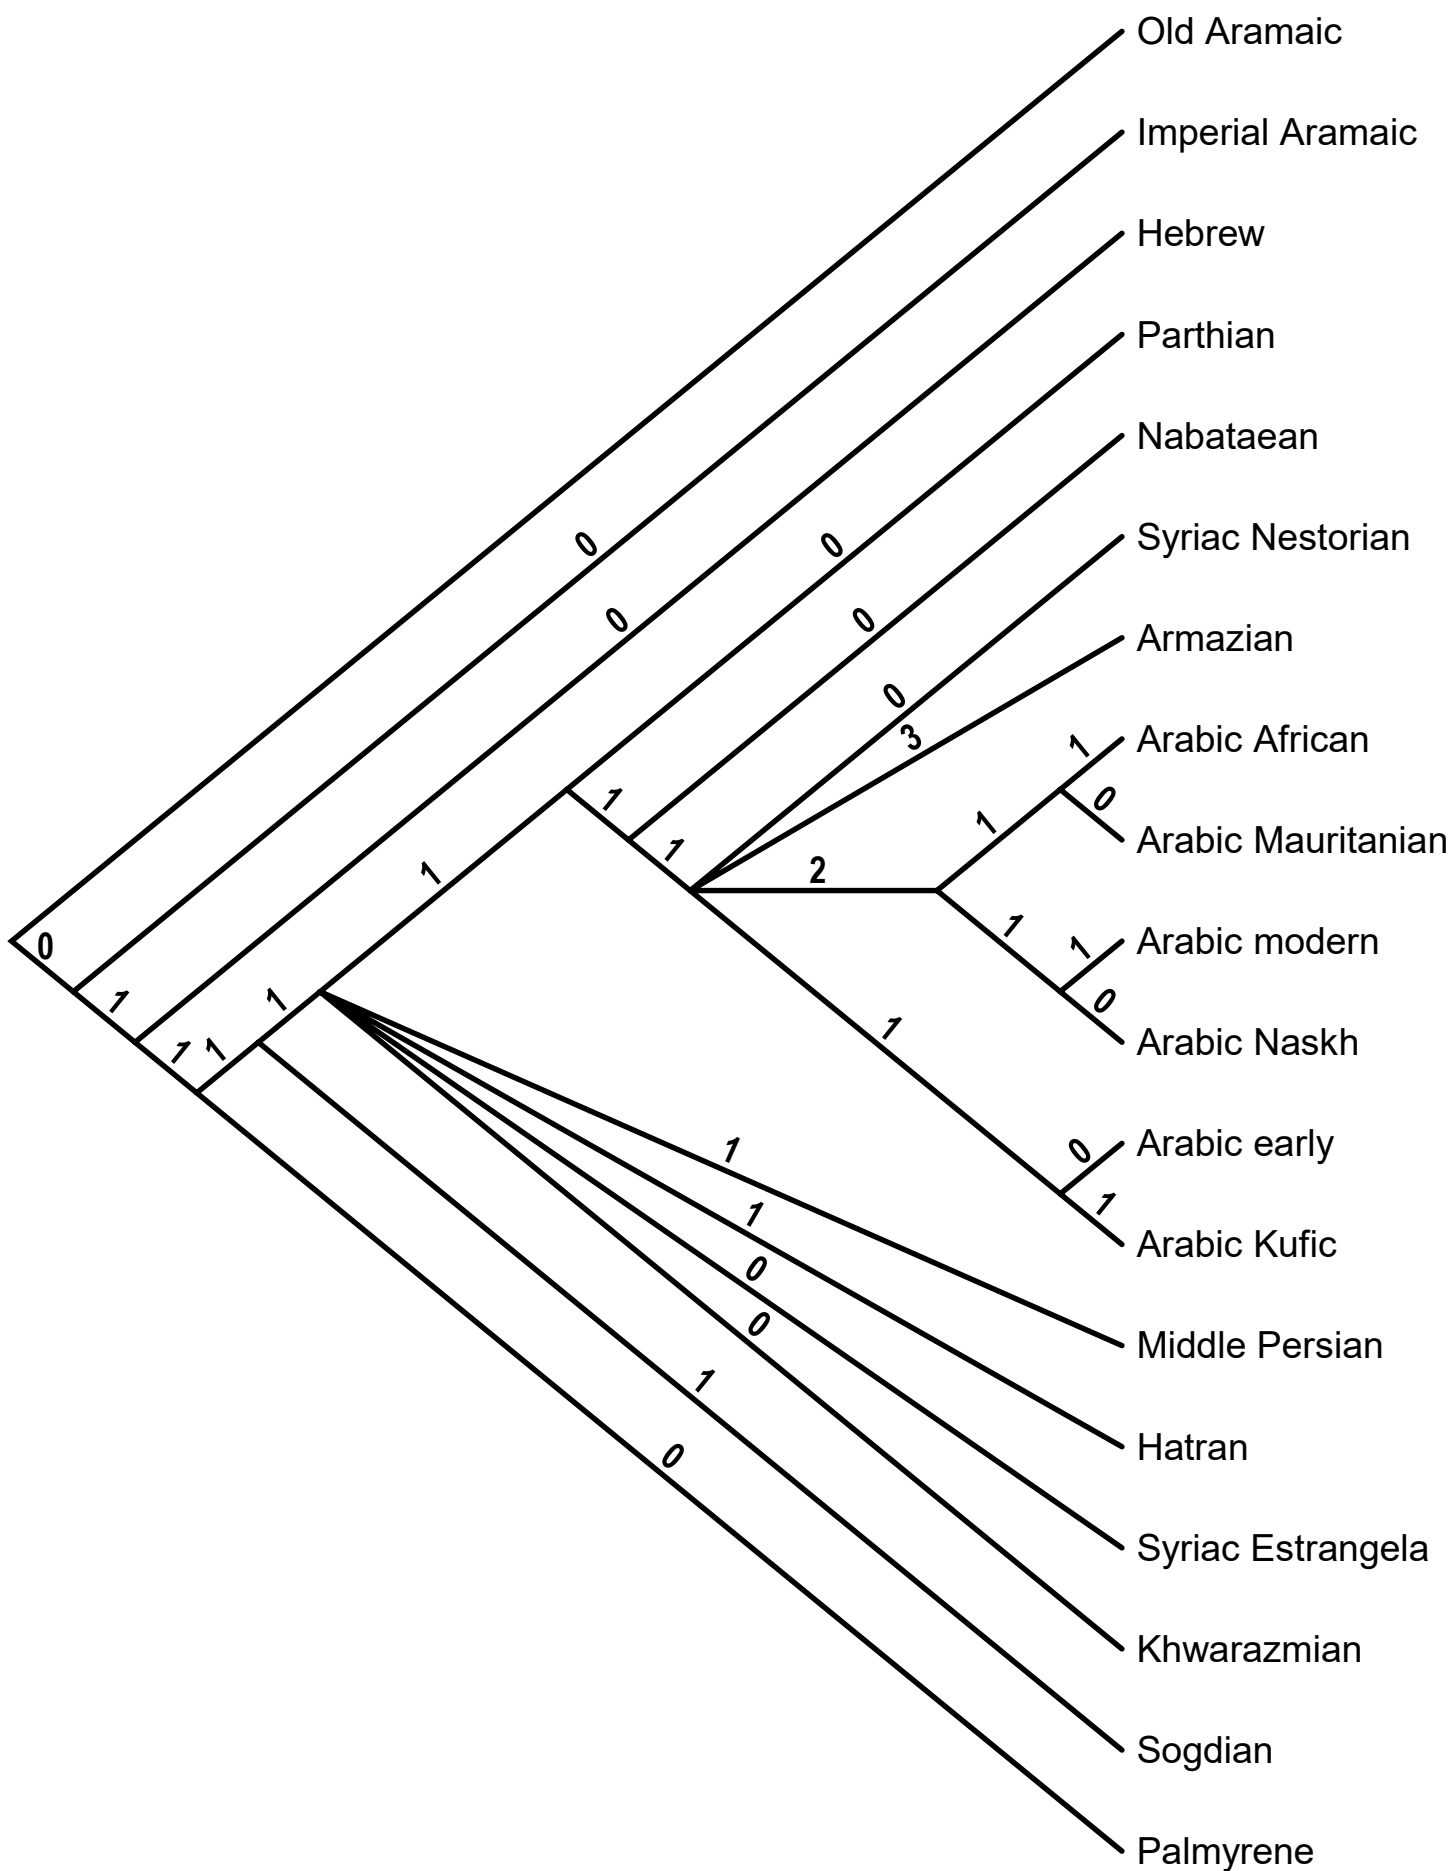 Old Aramaic
Imperial Aramaic
Hebrew
Parthian
Nabataean
0
0
Syriac Nestorian
0
0
Armazian
0
3
1
Arabic African
1
0
1
Arabic Mauritanian
1
2
1
0
1
1
Arabic modern
1
1
0
Arabic Naskh
1
1
1
1
0
Arabic early
1
1
1
Arabic Kufic
0
0
Middle Persian
1
Hatran
0
Syriac Estrangela
Khwarazmian
Sogdian
Palmyrene